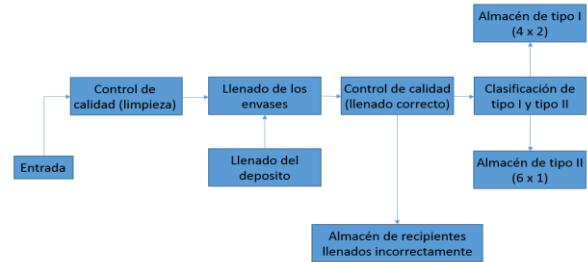 Almacén de tipo I
(4 x 2)
Control de
calidad (limpieza)
Llenado de los
envases
Control de calidad
(llenado correcto)
Clasificación de
tipo I y tipo II
Entrada
Llenado del
deposito
Almacén de tipo II
(6 x 1)
Almacén de recipientes
llenados incorrectamente